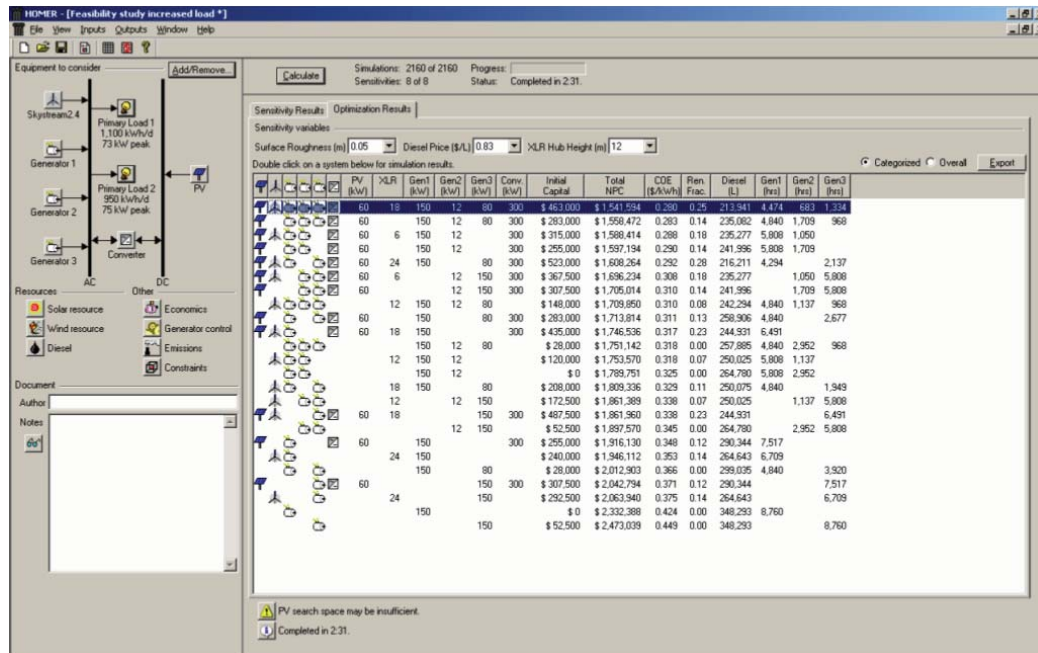 HOMER - [Feasibility study increased load *]
File View Inputs Outputs Window Help
Equipment to consider
Add/Remove...
Skystream2.4
Primary Load 1
1,100 kWh/d
73 kW peak
Generator 1
Primary Load 2
950 kWh/d
75 kW peak
PV
Generator 2
Converter
Generator 3
AC DC
Resources Other
Solar resource Economics
Wind resource Generator control
Diesel Emissions
Constraints
Document
Author
Notes
Calculate
Simulations: 2160 of 2160 Progress:
Sensitivities: 8 of 8 Status: Completed in 2:31.
Sensitivity Results Optimization Results
Sensitivity variables
Surface Roughness (m) 0.05 Diesel Price ($/L) 0.83 XLR Hub Height (m) 12
Double click on a system below for simulation results.
Categorized Overall Export
PV (kW) XLR Gen1 (kW) Gen2 (kW) Gen3 (kW) Conv. (kW) Initial Capital Total NPC COE ($/kWh) Ren. Frac. Diesel (L) Gen1 (hrs) Gen2 (hrs) Gen3 (hrs)
60 18 150 12 80 300 $ 463,000 $ 1,541,594 0.280 0.25 213,941 4,474 683 1,334
60 150 12 80 300 $ 283,000 $ 1,558,472 0.283 0.14 235,082 4,840 1,709 968
60 6 150 12 300 $ 315,000 $ 1,588,414 0.288 0.18 235,277 5,808 1,050
60 150 12 300 $ 255,000 $ 1,597,194 0.290 0.14 241,996 5,808 1,709
60 24 150 80 300 $ 523,000 $ 1,608,264 0.292 0.28 216,211 4,294 2,137
60 6 12 150 300 $ 367,500 $ 1,696,234 0.308 0.18 235,277 1,050 5,808
60 12 150 300 $ 307,500 $ 1,705,014 0.310 0.14 241,996 1,709 5,808
12 150 12 80 $ 148,000 $ 1,709,850 0.310 0.08 242,294 4,840 1,137 968
60 150 80 300 $ 283,000 $ 1,713,814 0.311 0.13 258,906 4,840 2,677
60 18 150 300 $ 435,000 $ 1,746,536 0.317 0.23 244,931 6,491
150 12 80 $ 28,000 $ 1,751,142 0.318 0.00 257,885 4,840 2,952 968
12 150 12 $ 120,000 $ 1,753,570 0.318 0.07 250,025 5,808 1,137
150 12 $ 0 $ 1,789,751 0.325 0.00 264,780 5,808 2,952
18 150 80 $ 208,000 $ 1,809,336 0.329 0.11 250,075 4,840 1,949
12 12 150 $ 172,500 $ 1,861,389 0.338 0.07 250,025 1,137 5,808
60 18 150 300 $ 487,500 $ 1,861,960 0.338 0.23 244,931 6,491
12 150 $ 52,500 $ 1,897,570 0.345 0.00 264,780 2,952 5,808
60 150 300 $ 255,000 $ 1,916,130 0.348 0.12 290,344 7,517
24 150 $ 240,000 $ 1,946,112 0.353 0.14 264,643 6,709
150 80 $ 28,000 $ 2,012,903 0.366 0.00 299,035 4,840 3,920
60 150 300 $ 307,500 $ 2,042,794 0.371 0.12 290,344 7,517
24 150 $ 292,500 $ 2,063,940 0.375 0.14 264,643 6,709
150 $ 0 $ 2,332,388 0.424 0.00 348,293 8,760
150 $ 52,500 $ 2,473,039 0.449 0.00 348,293 8,760
PV search space may be insufficient.
Completed in 2:31.